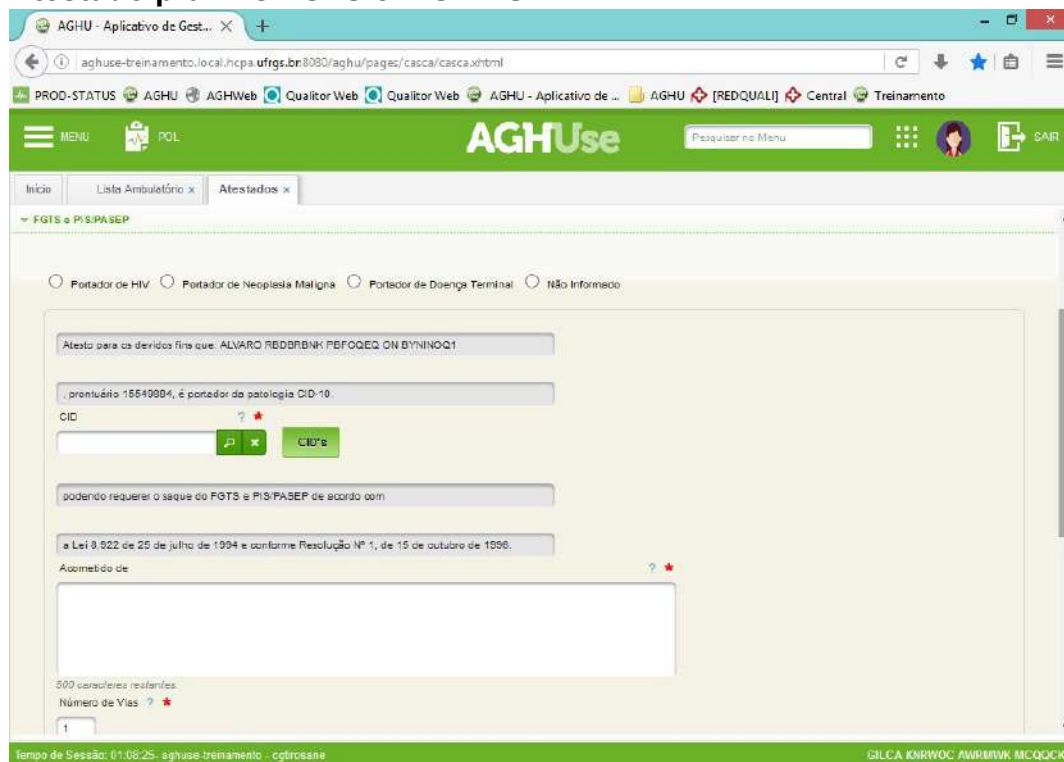 AGHU - Aplicativo de Gest...
aghuse-treinamento.local.hcpa.ufrgs.br:8080/aghu/pages/casca/casca.xhtml
PROD-STATUS AGHU AGHWeb Qualitor Web Qualitor Web AGHU - Aplicativo de ... AGHU [REDQUALI] Central Treinamento
MENU POL AGHUse Pesquisar no Menu SAIR
Início Lista Ambulatório x Atestados x
FGTS e PIS/PASEP
Portador de HIV Portador de Neoplasia Maligna Portador de Doença Terminal Não Informado
Atesto para os devidos fins que: ALVARO RBDBRBNK PBFOQEQ ON BYNINOQ1
, prontuário 15549884, é portador da patologia CID-10.
CID ? *
CID's
podendo requerer o saque do FGTS e PIS/PASEP de acordo com
a Lei 8.922 de 25 de julho de 1994 e conforme Resolução Nº 1, de 15 de outubro de 1996.
Acometido de ? *
500 caracteres restantes.
Número de Vias ? *
1
Tempo de Sessão: 01:08:25- aghuse-treinamento - cgtirosane GILCA KNRWOC AWRMWK MCQQCK